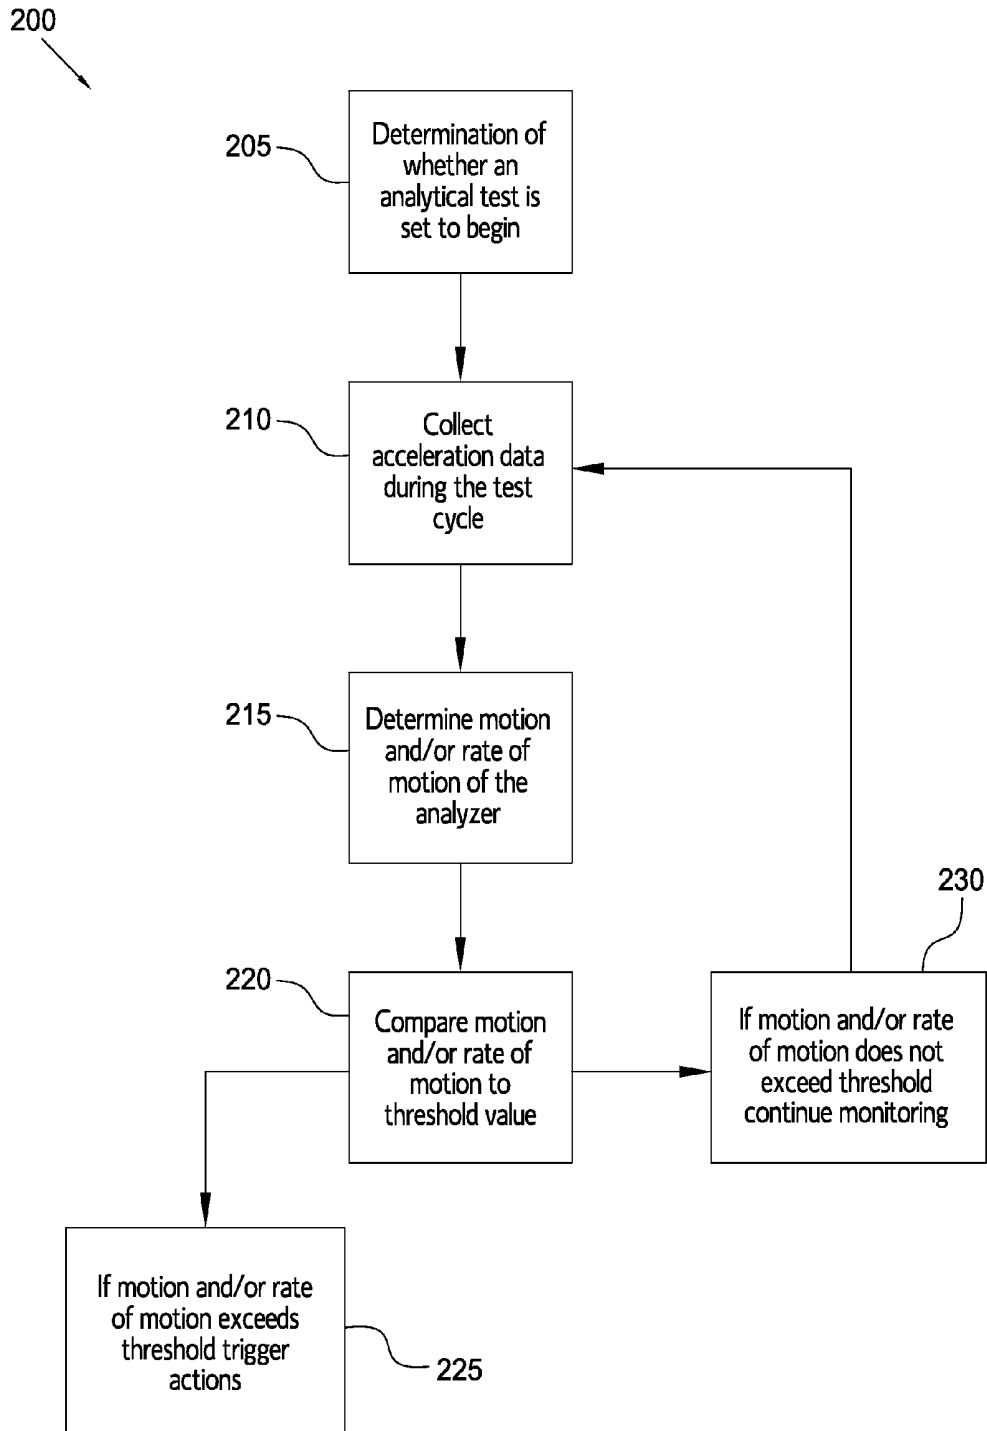 200
205
Determination of
whether an
analytical test is
set to begin
210
Collect
acceleration data
during the test
cycle
215
Determine motion
and/or rate of
motion of the
analyzer
220
Compare motion
and/or rate of
motion to
threshold value
230
If motion and/or rate
of motion does not
exceed threshold
continue monitoring
If motion and/or rate
of motion exceeds
threshold trigger
actions
225